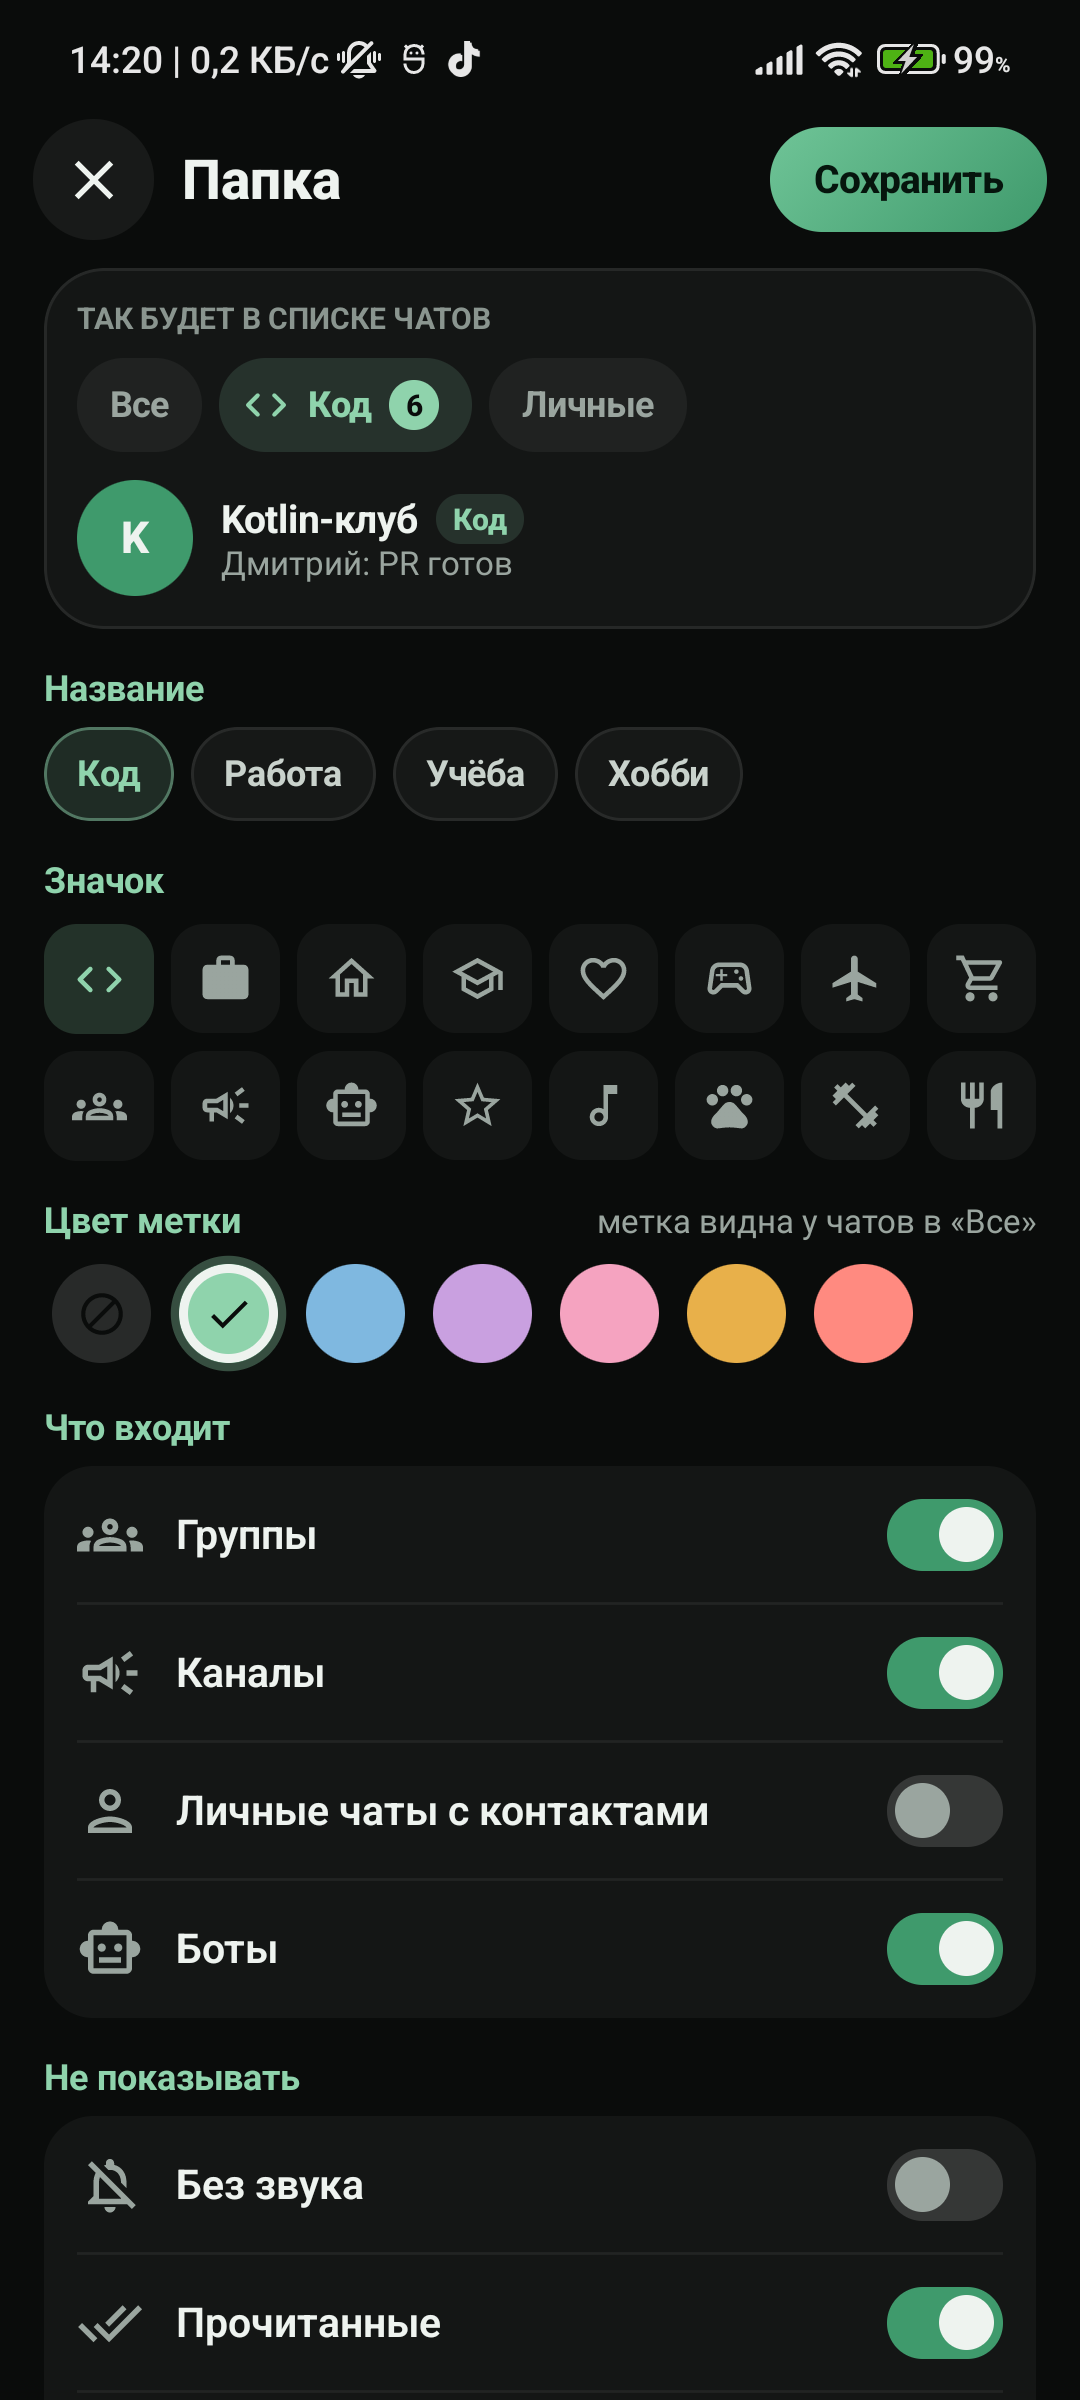 14:20 | 0,2 КБ/с 99%
Папка Сохранить
ТАК БУДЕТ В СПИСКЕ ЧАТОВ
Все Код 6 Личные
K Kotlin-клуб Код
Дмитрий: PR готов
Название
Код Работа Учёба Хобби
Значок
Цвет метки метка видна у чатов в «Все»
Что входит
Группы
Каналы
Личные чаты с контактами
Боты
Не показывать
Без звука
Прочитанные